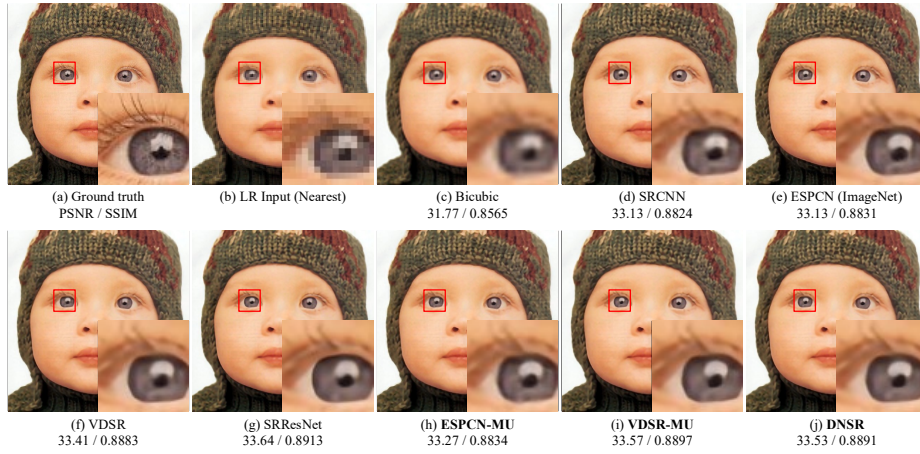 (a) Ground truth
PSNR / SSIM
(b) LR Input (Nearest)
(c) Bicubic
31.77 / 0.8565
(d) SRCNN
33.13 / 0.8824
(e) ESPCN (ImageNet)
33.13 / 0.8831
(f) VDSR
33.41 / 0.8883
(g) SRResNet
33.64 / 0.8913
(h) ESPCN-MU
33.27 / 0.8834
(i) VDSR-MU
33.57 / 0.8897
(j) DNSR
33.53 / 0.8891